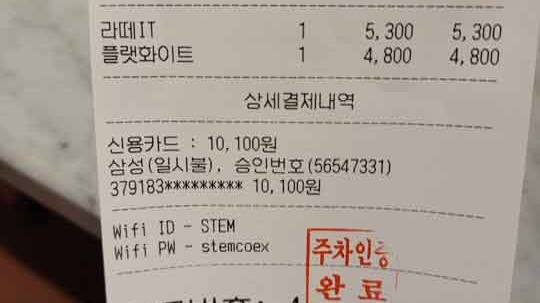 라떼IT 1 5,300 5,300
플랫화이트 1 4,800 4,800
상세결제내역
신용카드 : 10,100원
삼성(일시불), 승인번호(56547331)
379183********* 10,100원
Wifi ID - STEM
Wifi PW - stemcoex
주차인증
완료